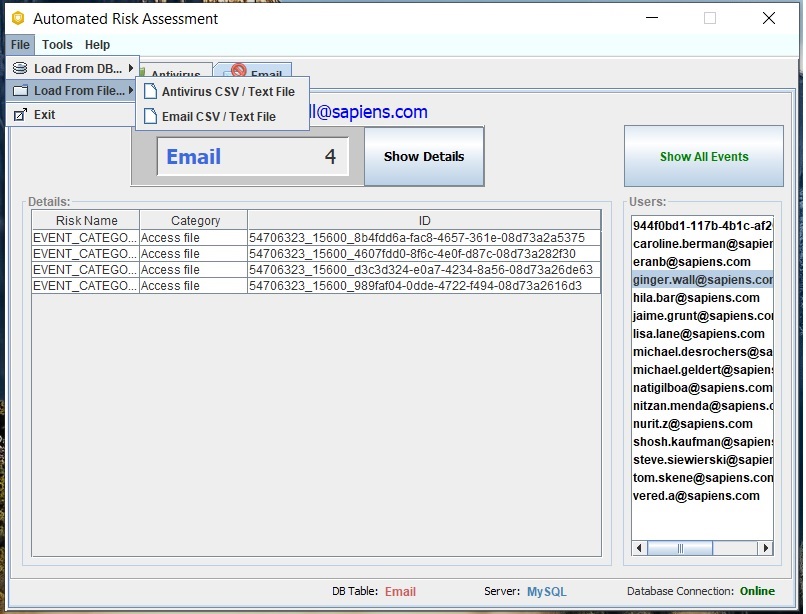 Automated Risk Assessment
File Tools Help
Load From DB...
Antivirus
Email
Load From File...
Antivirus CSV / Text File
Email CSV / Text File
Exit
ll@sapiens.com
Email 4
Show Details
Show All Events
Details:
Risk Name Category ID
EVENT_CATEGO... Access file 54706323_15600_8b4fdd6a-fac8-4657-361e-08d73a2a5375
EVENT_CATEGO... Access file 54706323_15600_4607fdd0-8f6c-4e0f-d87c-08d73a282f30
EVENT_CATEGO... Access file 54706323_15600_d3c3d324-e0a7-4234-8a56-08d73a26de63
EVENT_CATEGO... Access file 54706323_15600_989faf04-0dde-4722-f494-08d73a2616d3
Users:
944f0bd1-117b-4b1c-af2
caroline.berman@sapien
eranb@sapiens.com
ginger.wall@sapiens.com
hila.bar@sapiens.com
jaime.grunt@sapiens.com
lisa.lane@sapiens.com
michael.desrochers@sa
michael.geldert@sapiens
natigilboa@sapiens.com
nitzan.menda@sapiens.c
nurit.z@sapiens.com
shosh.kaufman@sapiens
steve.siewierski@sapien
tom.skene@sapiens.com
vered.a@sapiens.com
DB Table: Email
Server: MySQL
Database Connection: Online